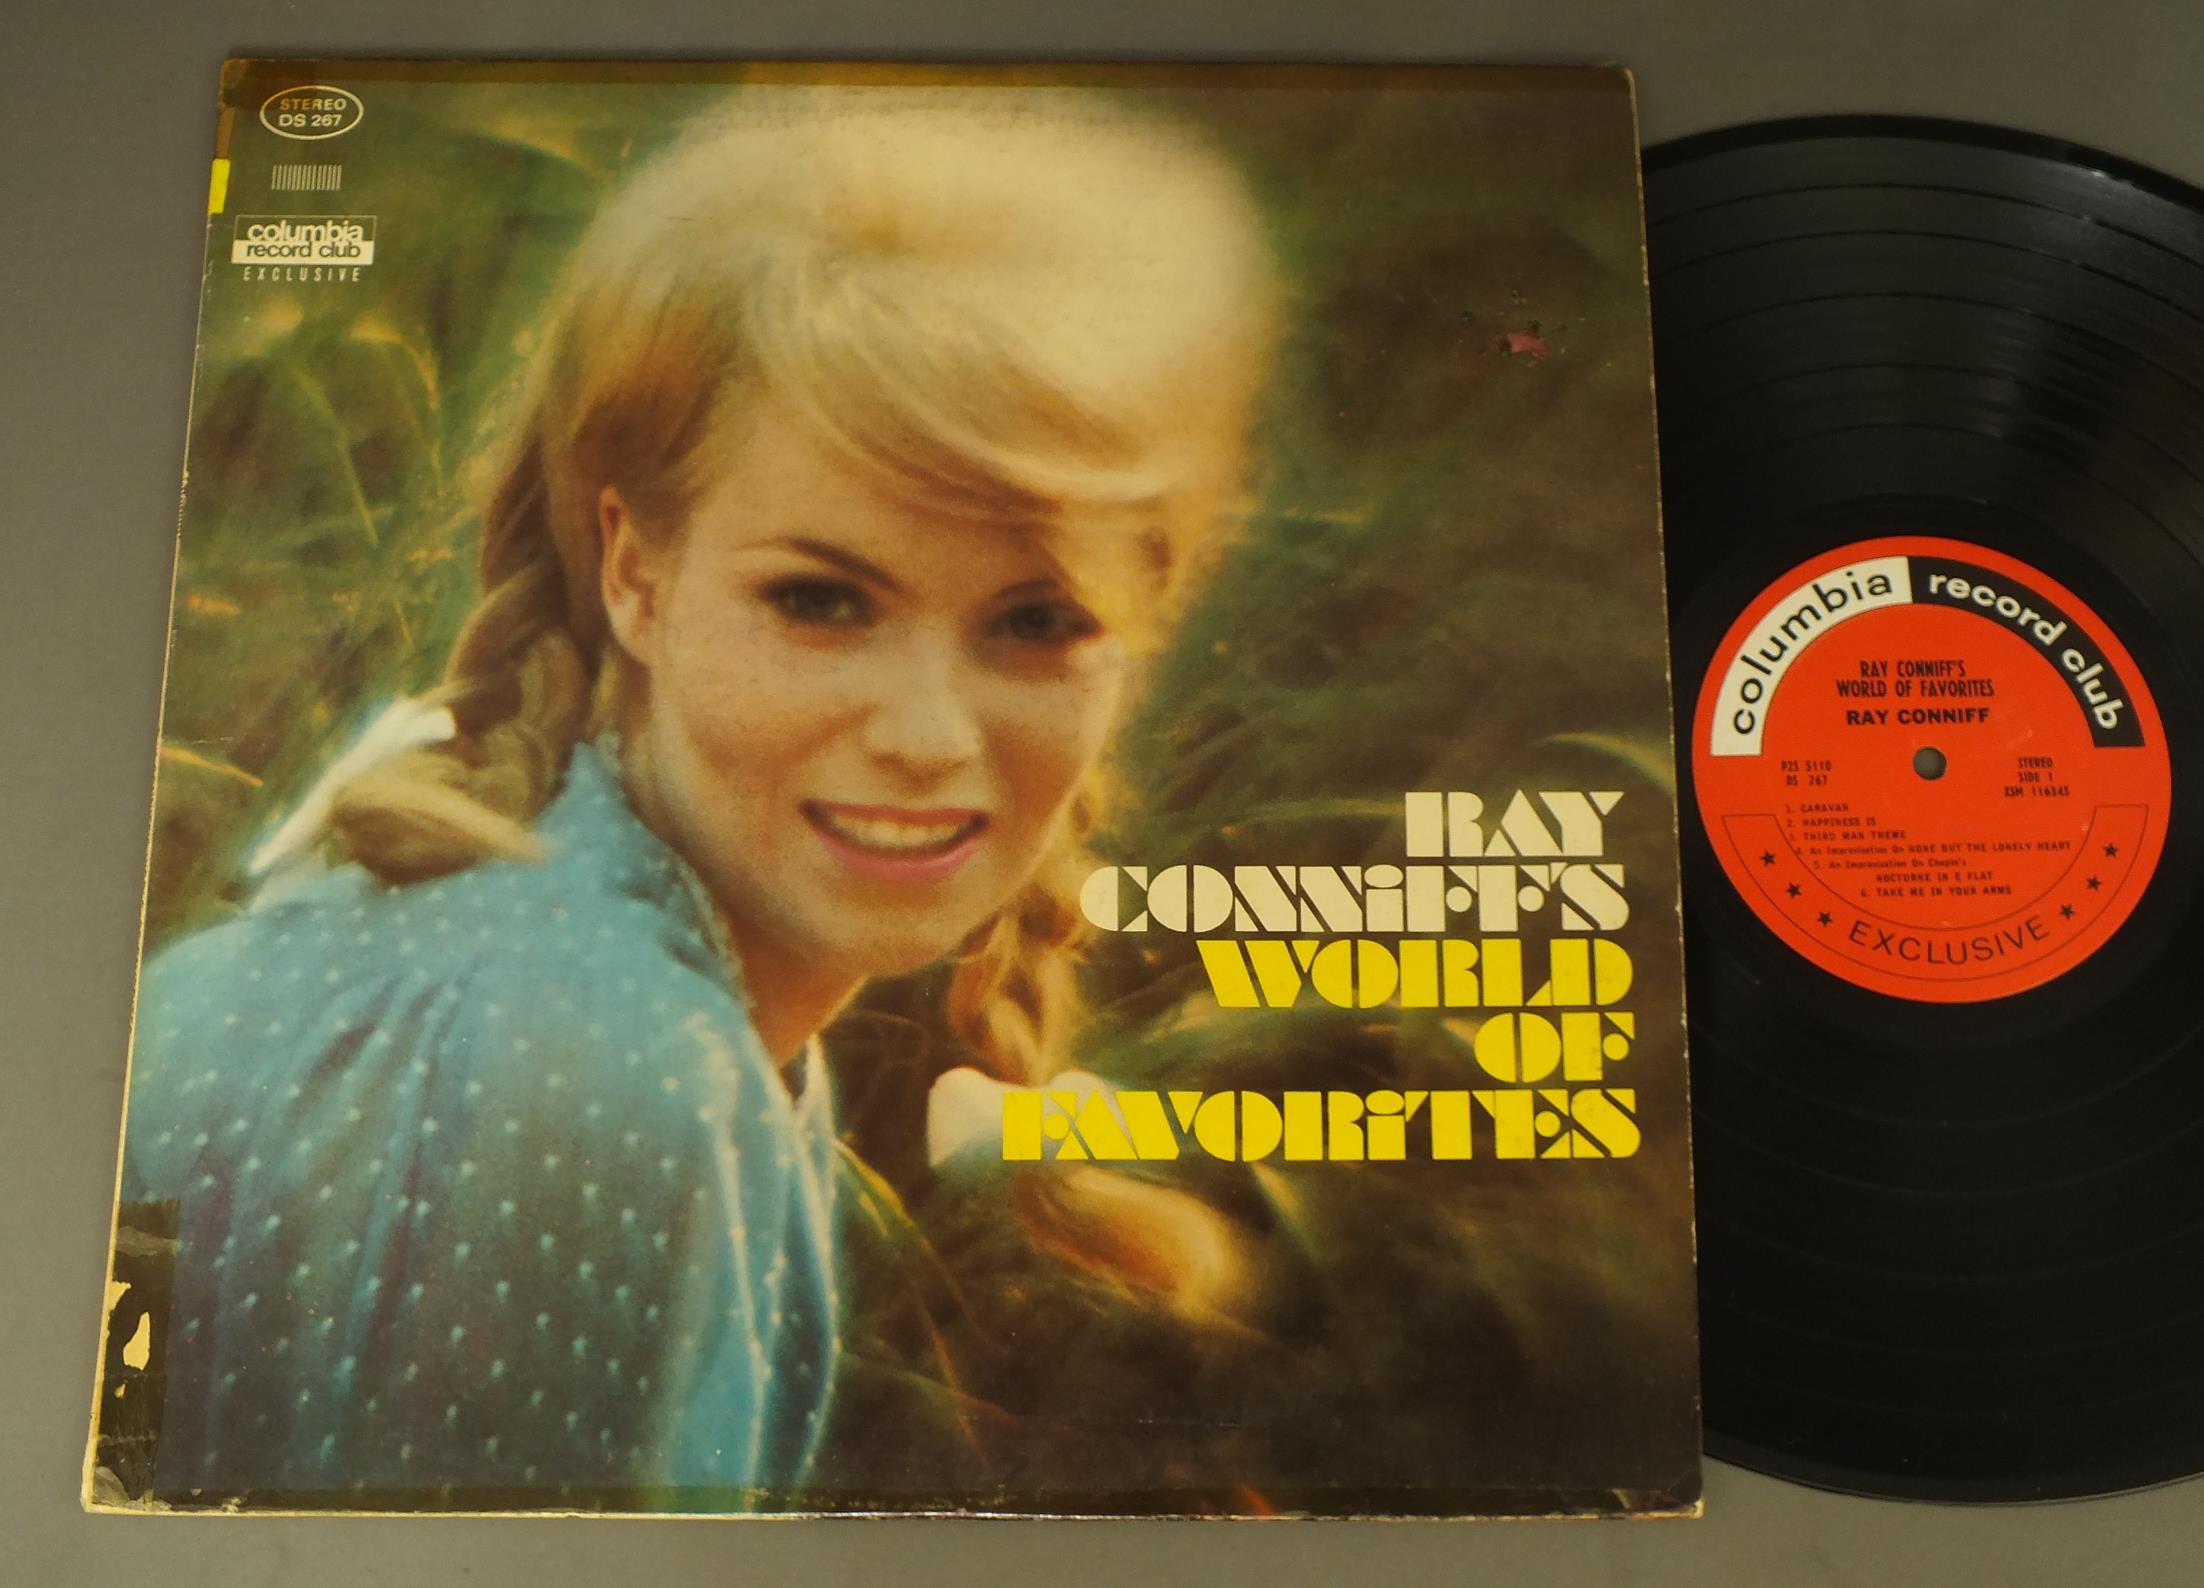 STEREO
DS 267
columbia
record club
EXCLUSIVE
RAY
CONNiFF'S
WORLD
OF
FAVORiTES
columbia record club
RAY CONNIFF'S
WORLD OF FAVORITES
RAY CONNIFF
P2S 5110
DS 267
STEREO
SIDE 1
XSM 116345
1. CARAVAN
2. HAPPINESS IS
3. THIRD MAN THEME
4. An Improvisation On NONE BUT THE LONELY HEART
5. An Improvisation On Chopin's
NOCTURNE IN E FLAT
6. TAKE ME IN YOUR ARMS
★ ★ ★ EXCLUSIVE ★ ★ ★